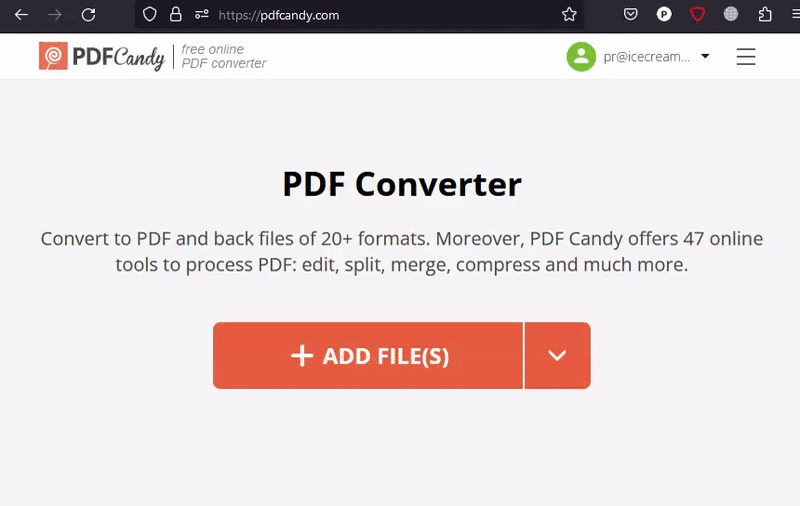 https://pdfcandy.com
P
PDFCandy
free online
PDF converter
pr@icecream...
PDF Converter
Convert to PDF and back files of 20+ formats. Moreover, PDF Candy offers 47 online
tools to process PDF: edit, split, merge, compress and much more.
+ ADD FILE(S)